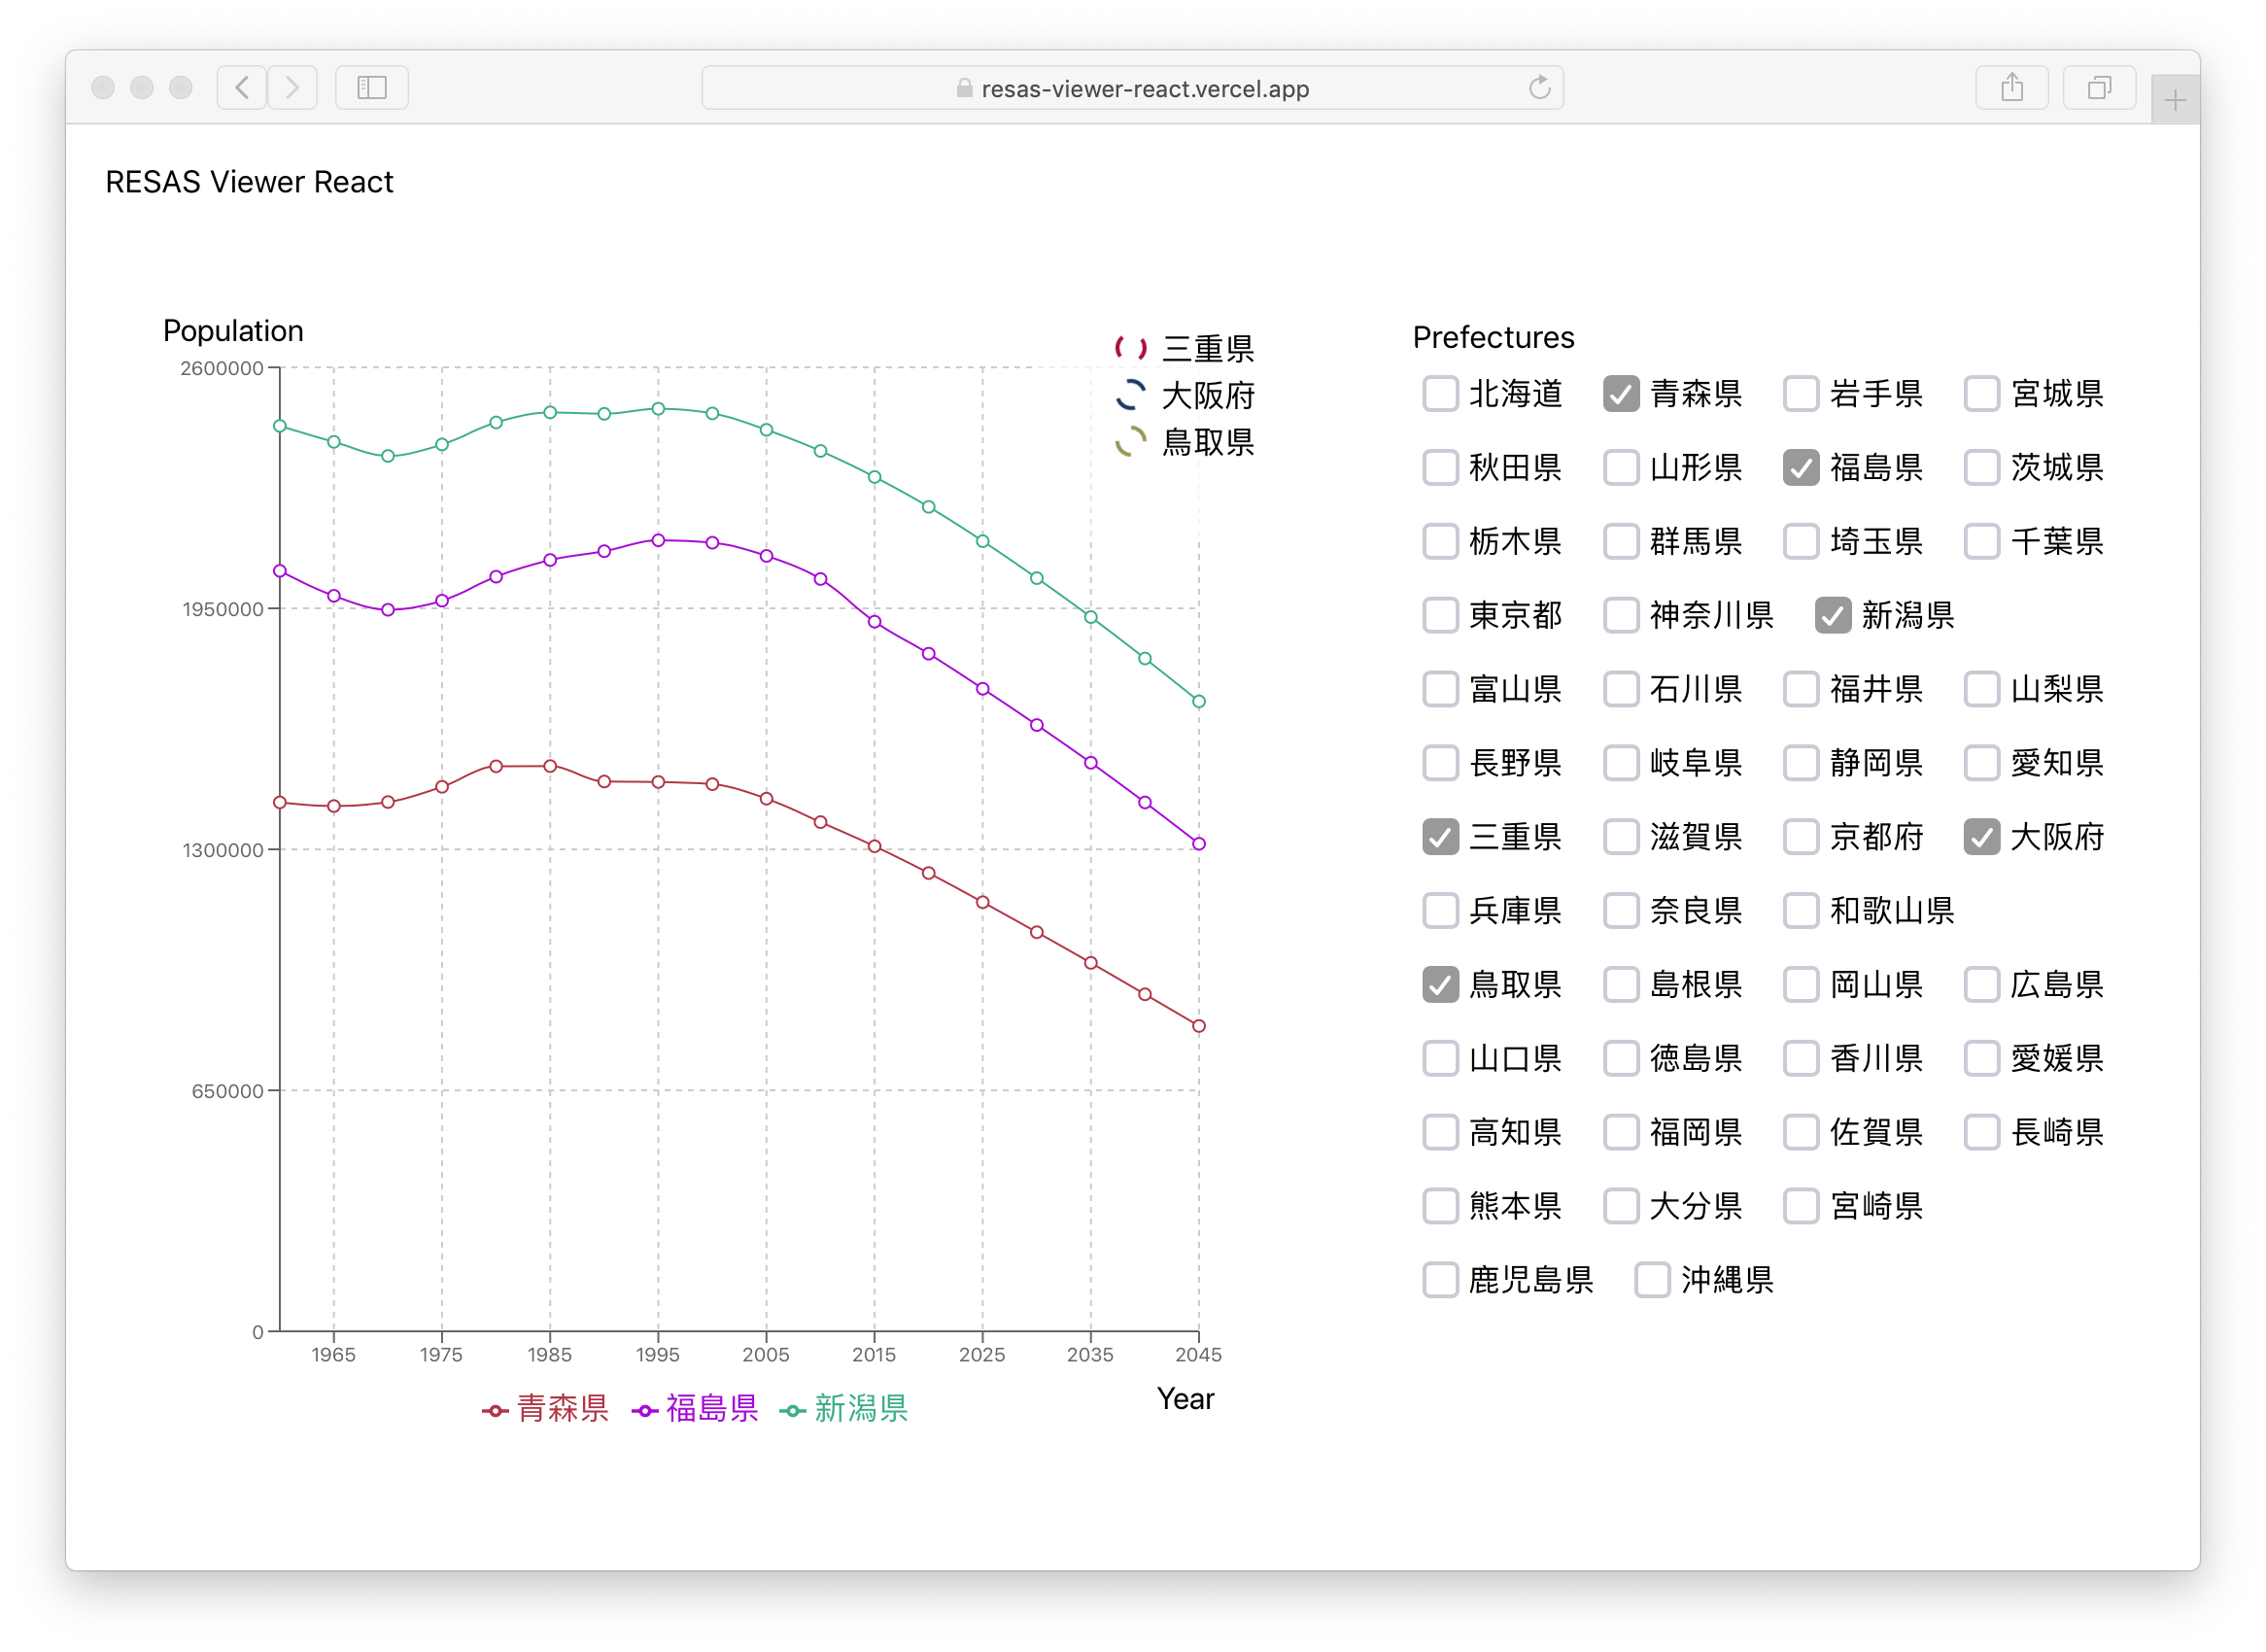 resas-viewer-react.vercel.app
RESAS Viewer React
Population
2600000
1950000
1300000
650000
0
1965 1975 1985 1995 2005 2015 2025 2035 2045
Year
青森県 福島県 新潟県
三重県
大阪府
鳥取県
Prefectures
北海道 青森県 岩手県 宮城県
秋田県 山形県 福島県 茨城県
栃木県 群馬県 埼玉県 千葉県
東京都 神奈川県 新潟県
富山県 石川県 福井県 山梨県
長野県 岐阜県 静岡県 愛知県
三重県 滋賀県 京都府 大阪府
兵庫県 奈良県 和歌山県
鳥取県 島根県 岡山県 広島県
山口県 徳島県 香川県 愛媛県
高知県 福岡県 佐賀県 長崎県
熊本県 大分県 宮崎県
鹿児島県 沖縄県